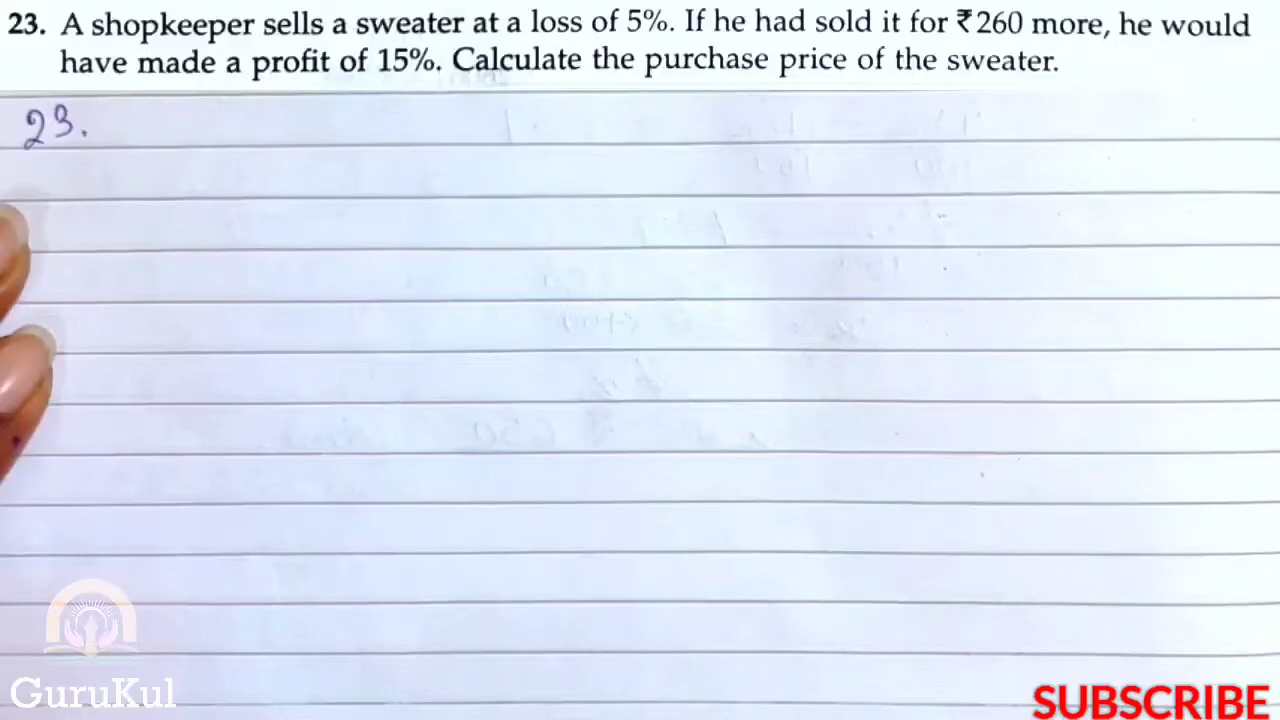 23. A shopkeeper sells a sweater at a loss of 5%. If he had sold it for ₹260 more, he would
have made a profit of 15%. Calculate the purchase price of the sweater.
23.
GuruKul
SUBSCRIBE